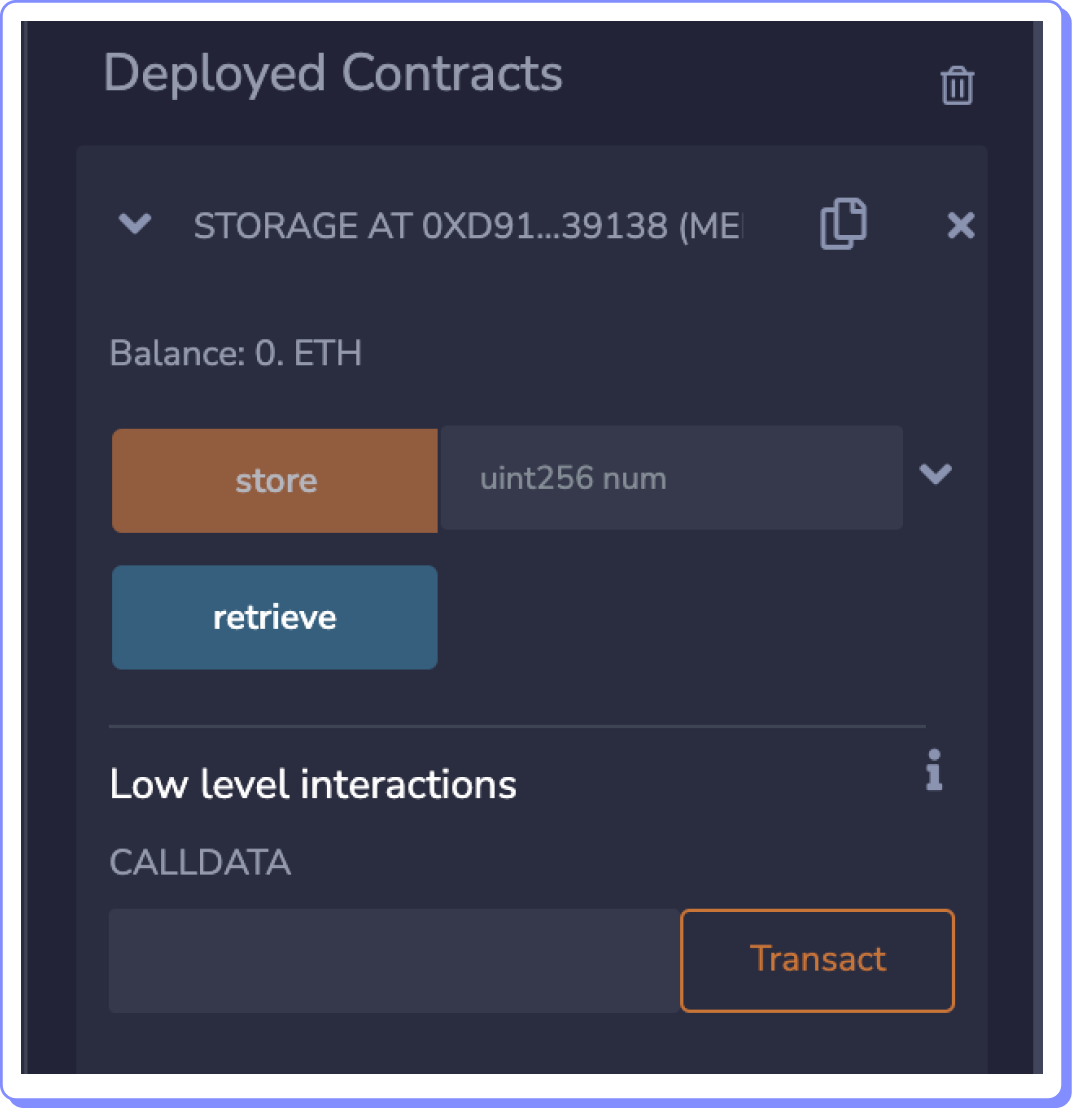 Deployed Contracts
STORAGE AT 0XD91...39138 (ME
Balance: 0. ETH
store
uint256 num
retrieve
Low level interactions
CALLDATA
Transact